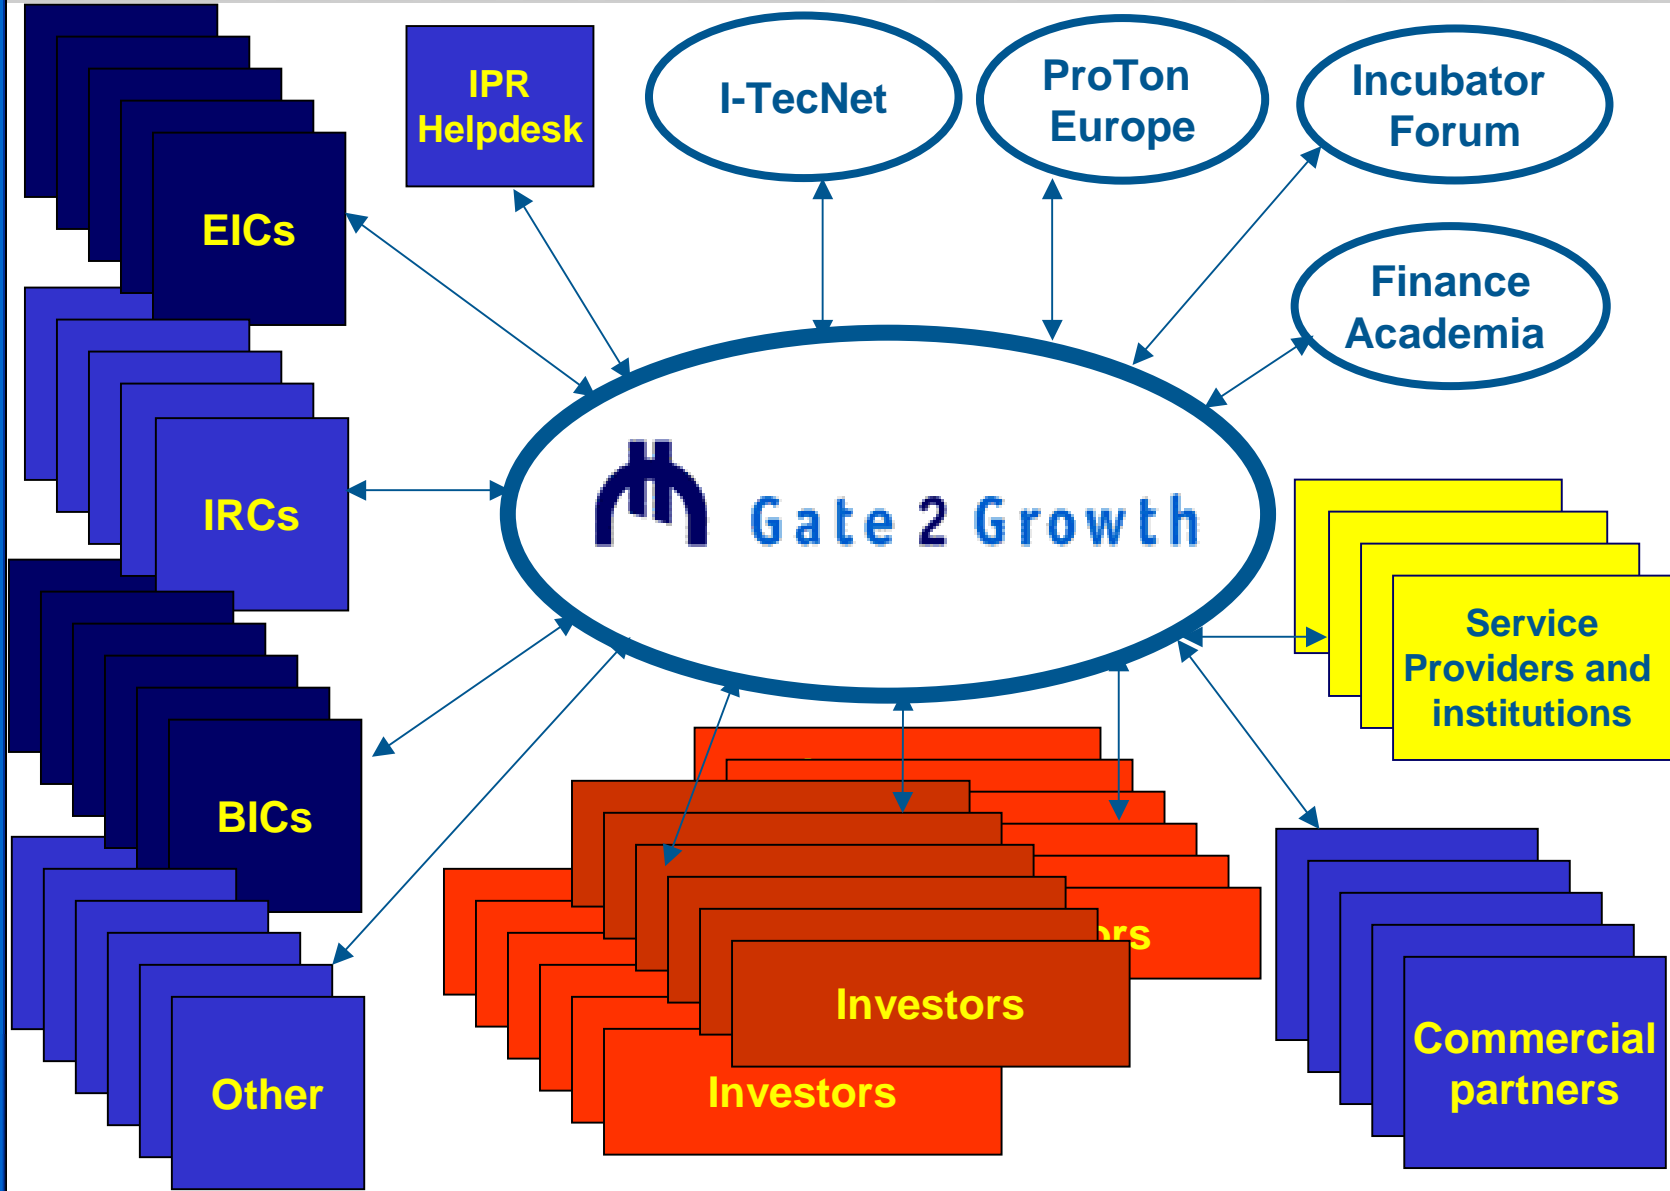 IPR
Helpdesk
I-TecNet
ProTon
Europe
Incubator
Forum
EICs
Finance
Academia
IRCs
Gate 2 Growth
Service
Providers and
institutions
BICs
ors
Investors
Commercial
partners
Investors
Other